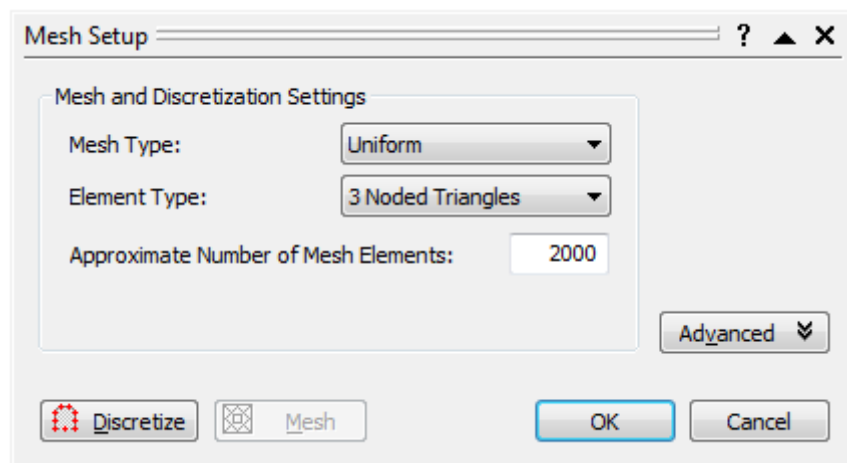 Mesh Setup ?
Mesh and Discretization Settings
Mesh Type: Uniform
Element Type: 3 Noded Triangles
Approximate Number of Mesh Elements: 2000
Advanced
Discretize Mesh OK Cancel